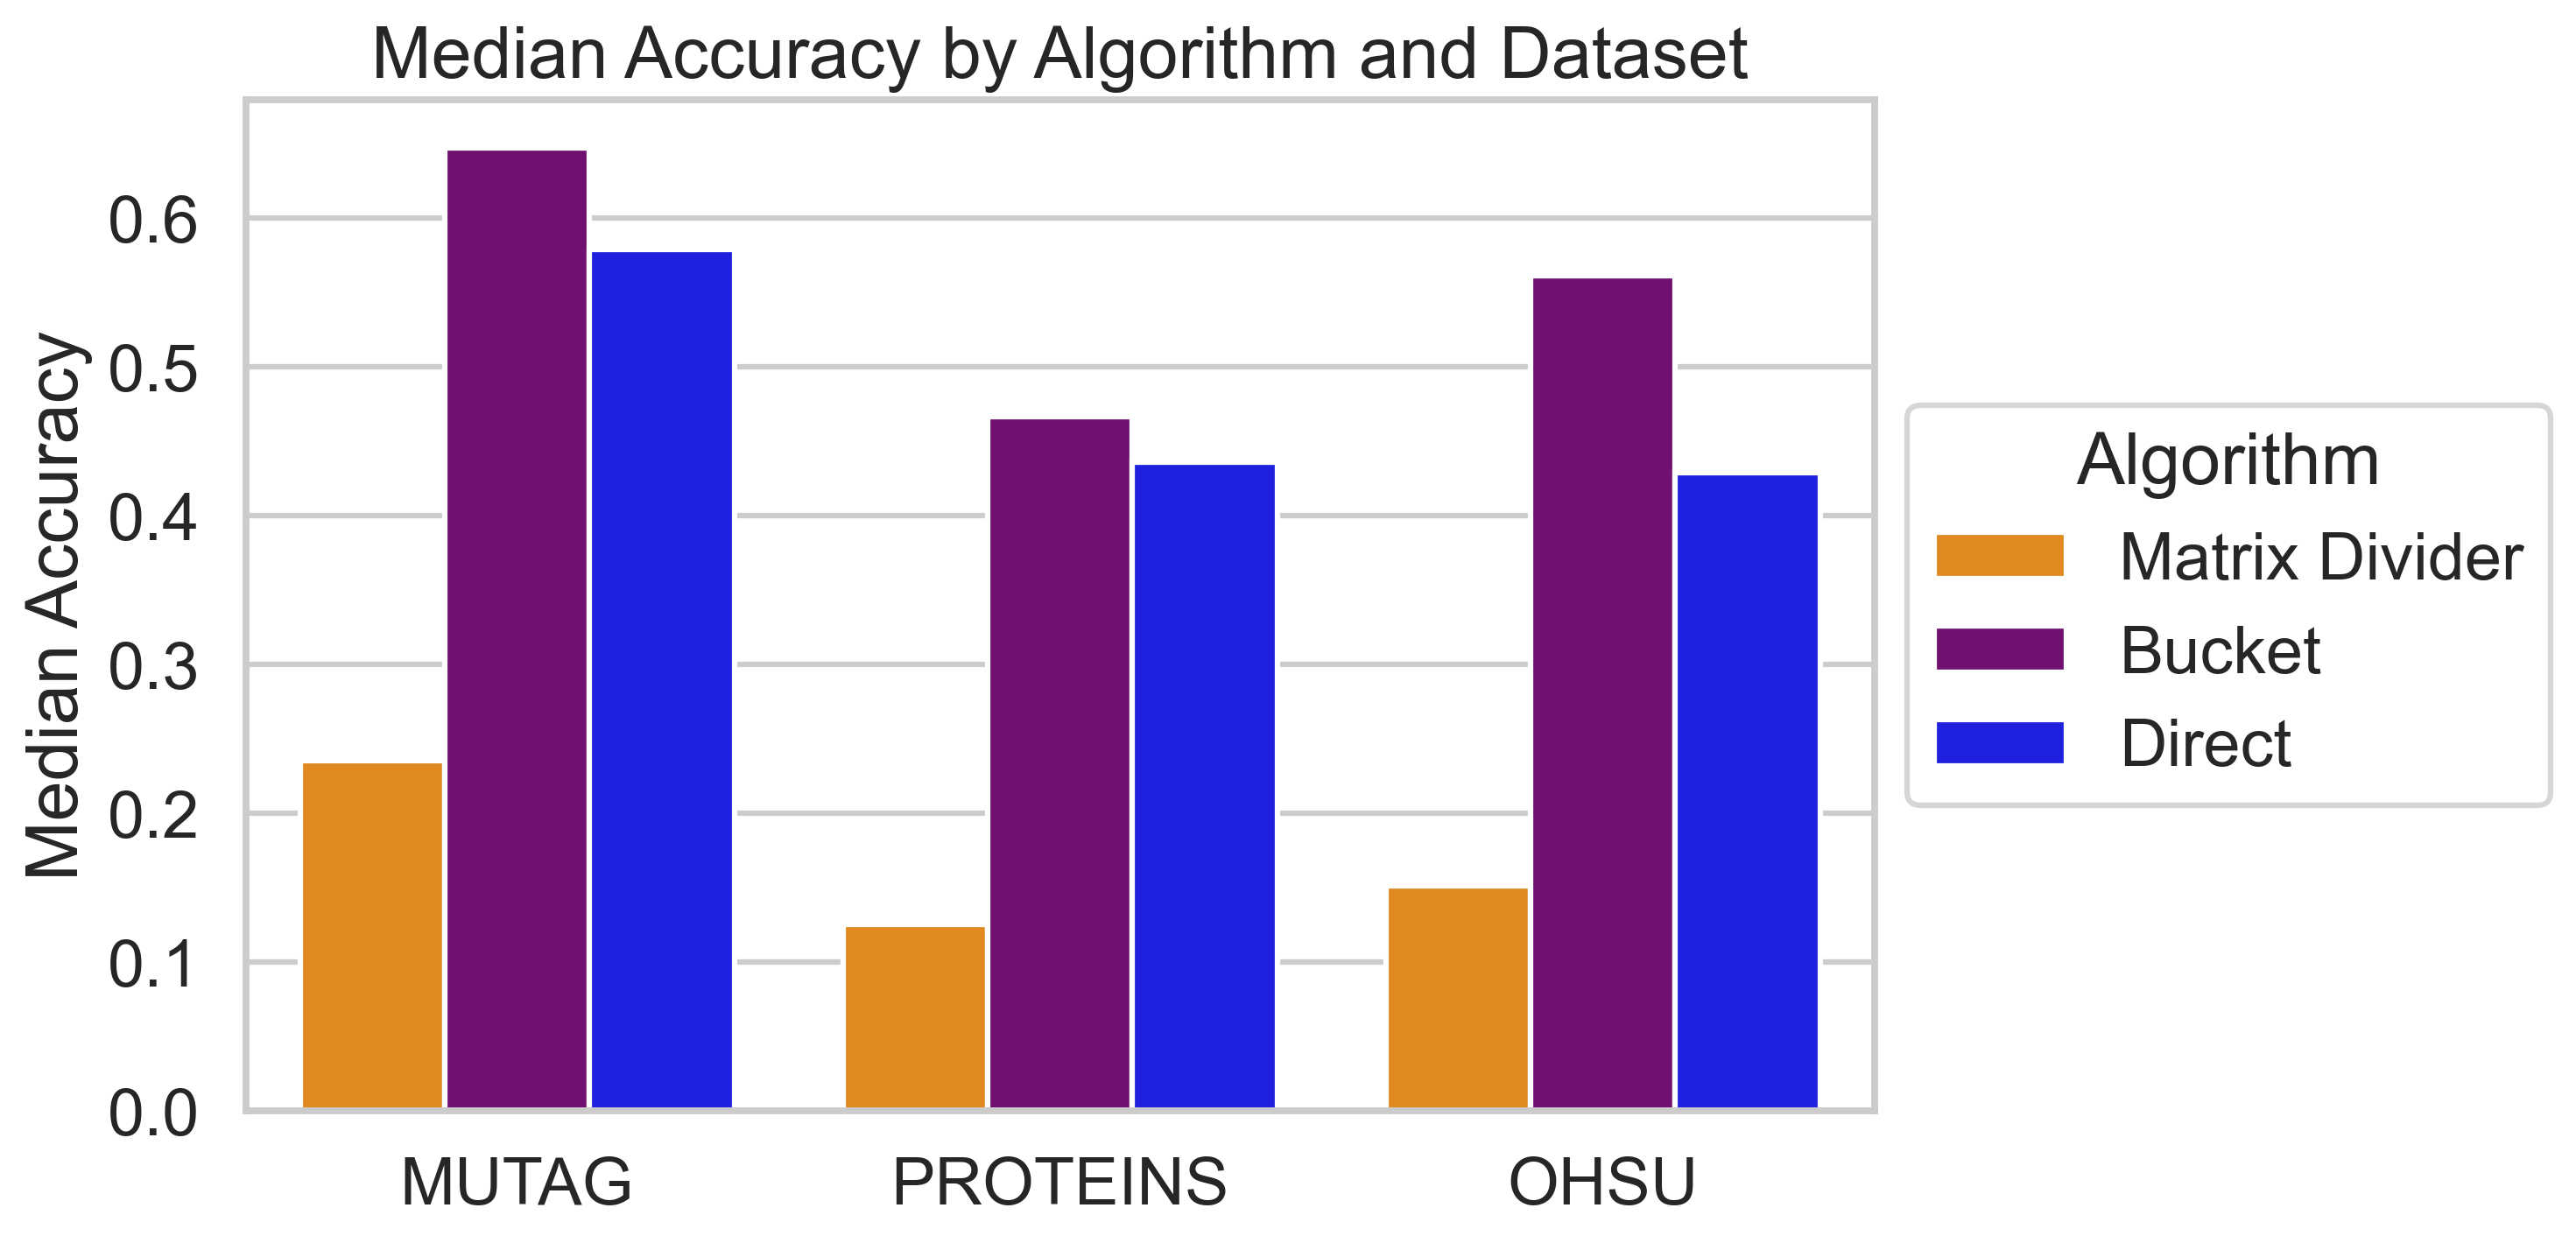 Median Accuracy by Algorithm and Dataset
Median Accuracy
0.6
0.5
0.4
0.3
0.2
0.1
0.0
MUTAG
PROTEINS
OHSU
Algorithm
Matrix Divider
Bucket
Direct